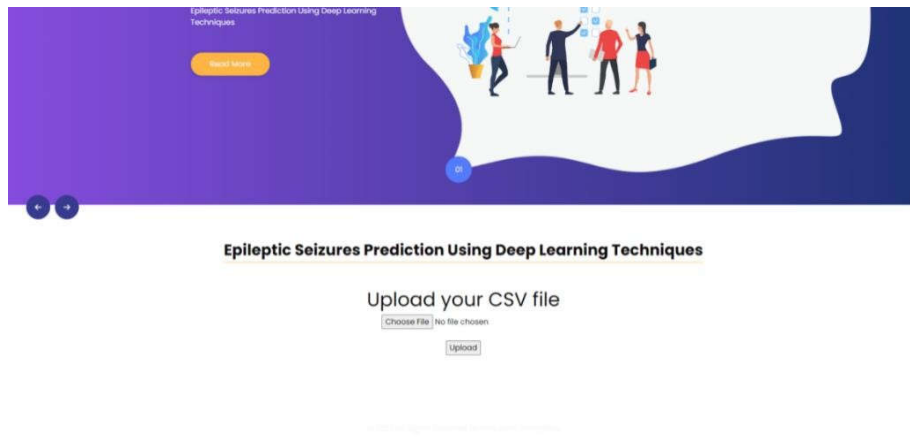 Epileptic Seizures Prediction Using Deep Learning
Techniques
Read More
01
Epileptic Seizures Prediction Using Deep Learning Techniques
Upload your CSV file
Choose File No file chosen
Upload